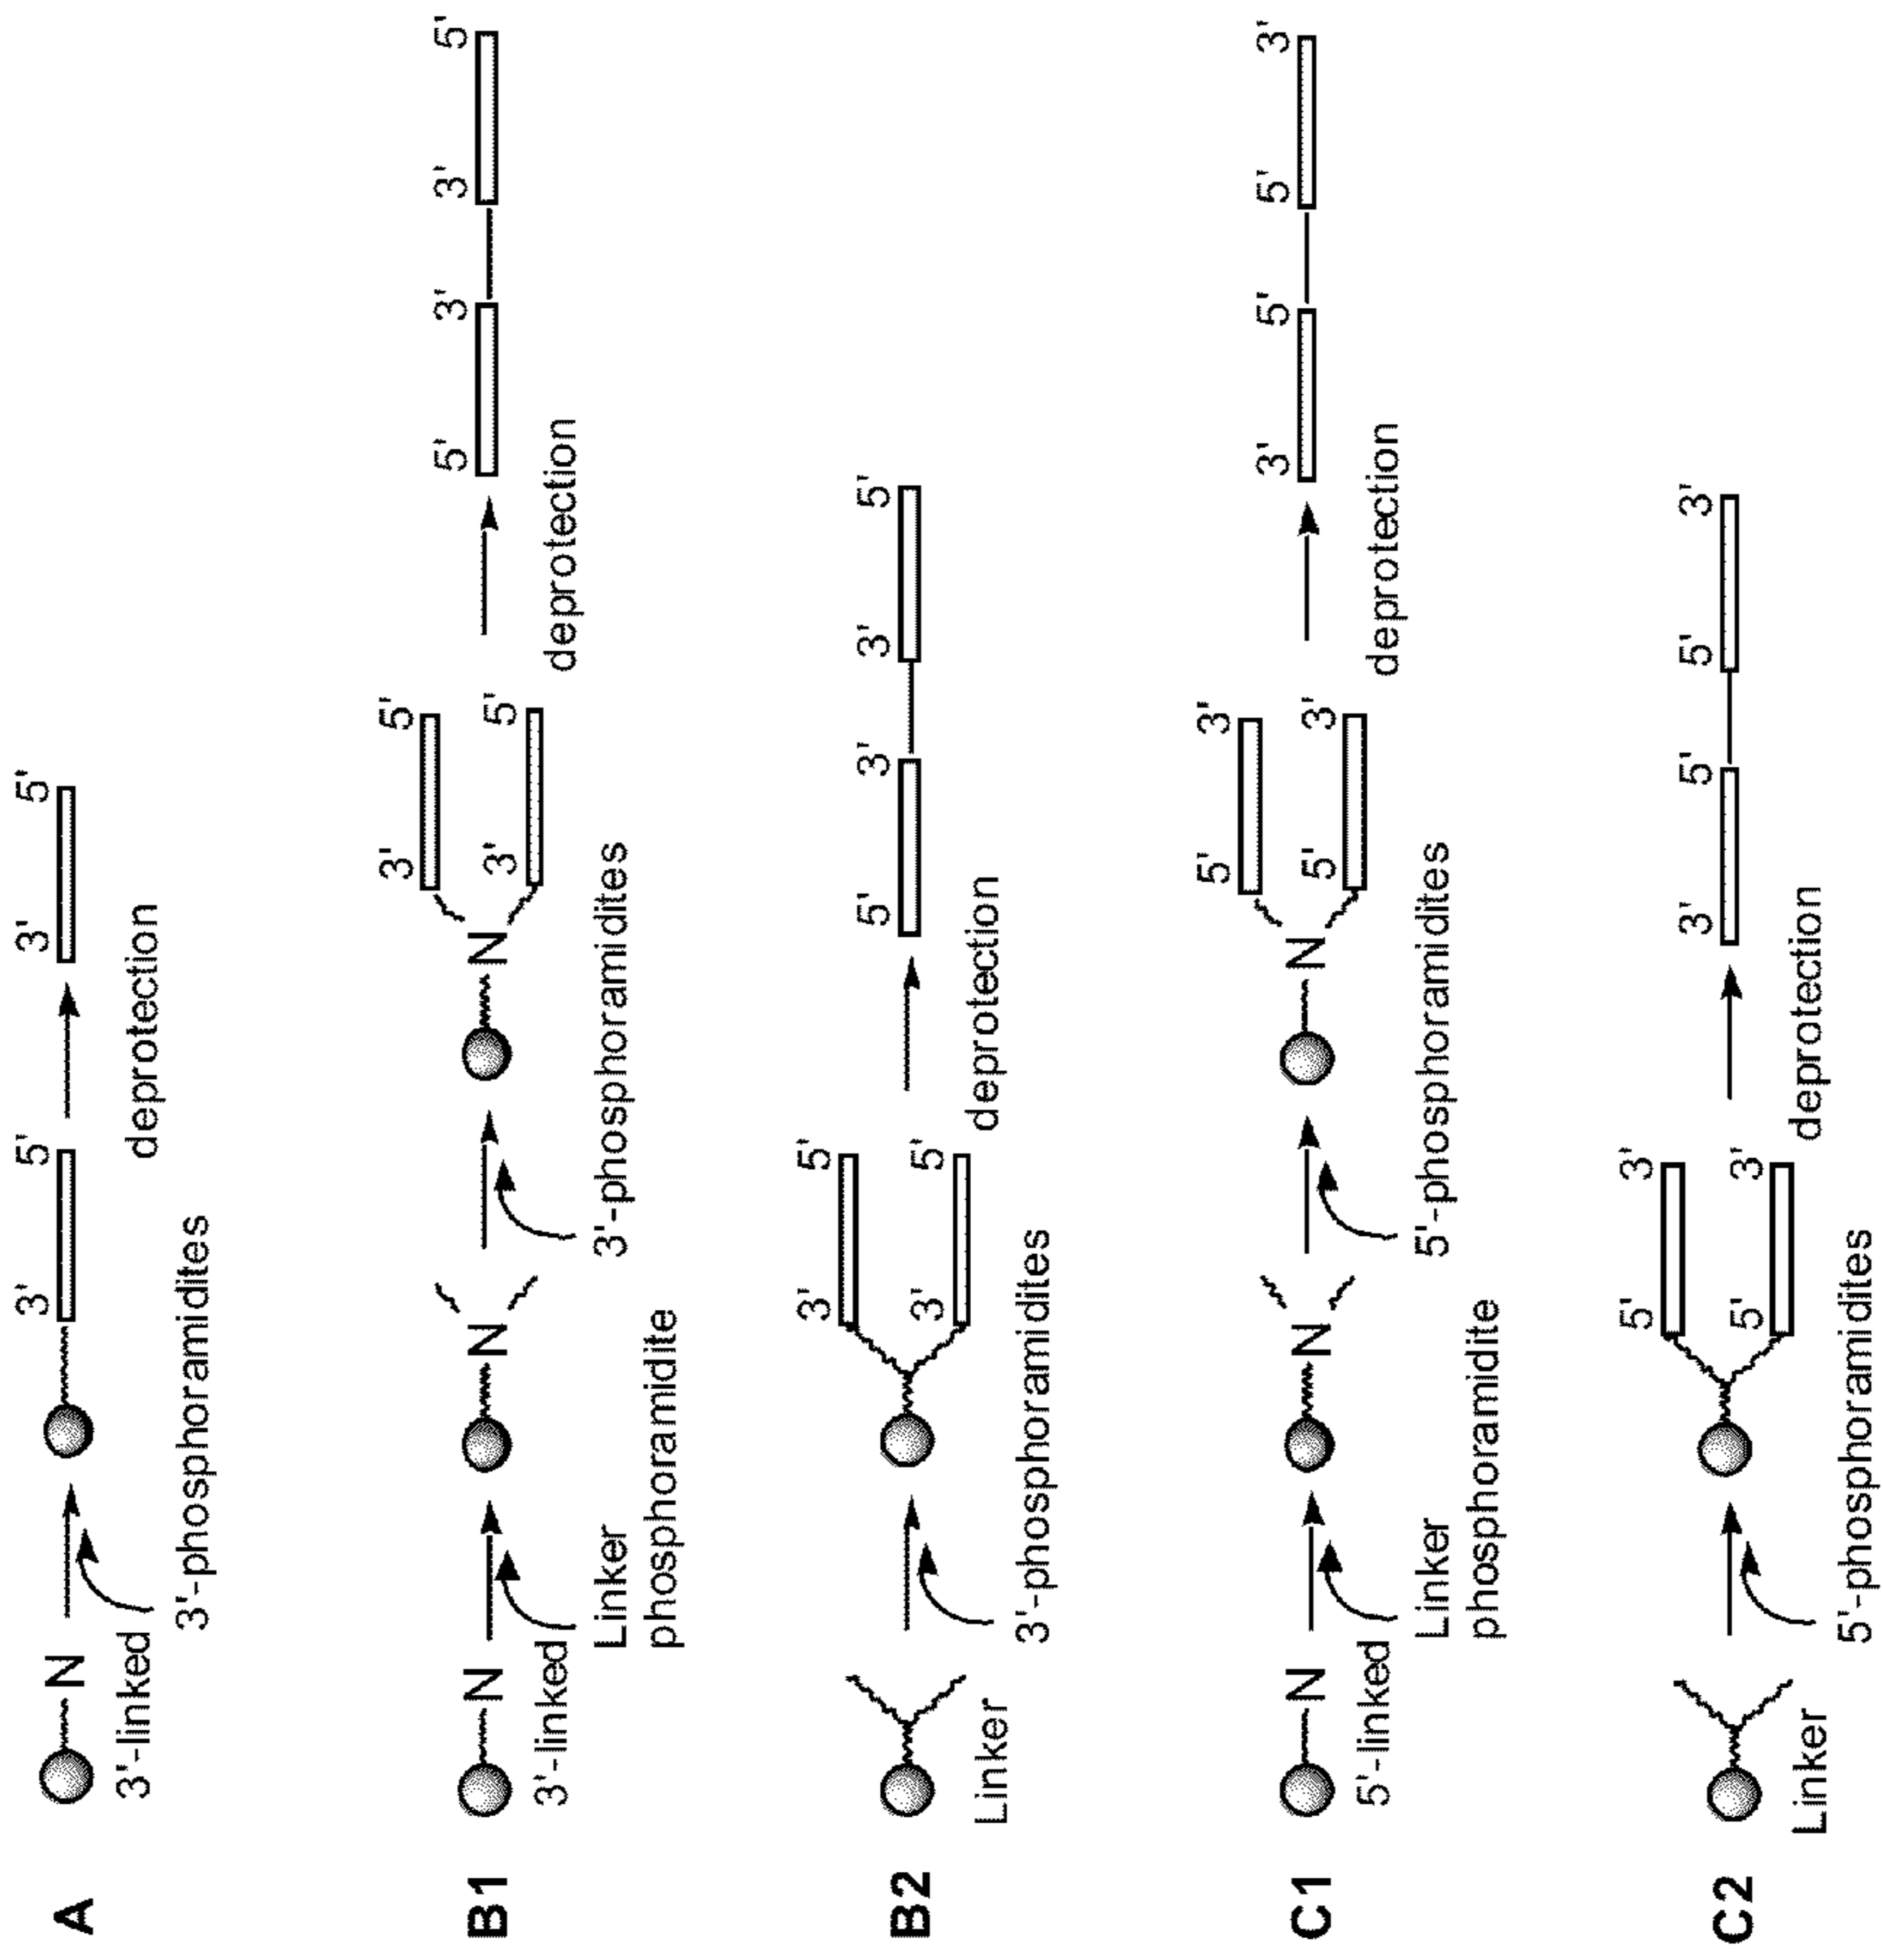 A
N
3'-linked
3'-phosphoramidites
3'
5'
deprotection
3'
5'
B1
N
3'-linked
Linker
phosphoramidite
N
3'-phosphoramidites
N
3'
5'
3'
5'
deprotection
5'
3'
3'
5'
B2
Linker
3'-phosphoramidites
3'
5'
3'
5'
deprotection
5'
3'
3'
5'
C1
N
5'-linked
Linker
phosphoramidite
N
5'-phosphoramidites
N
5'
3'
5'
3'
deprotection
3'
5'
5'
3'
C2
Linker
5'-phosphoramidites
5'
3'
5'
3'
deprotection
3'
5'
5'
3'